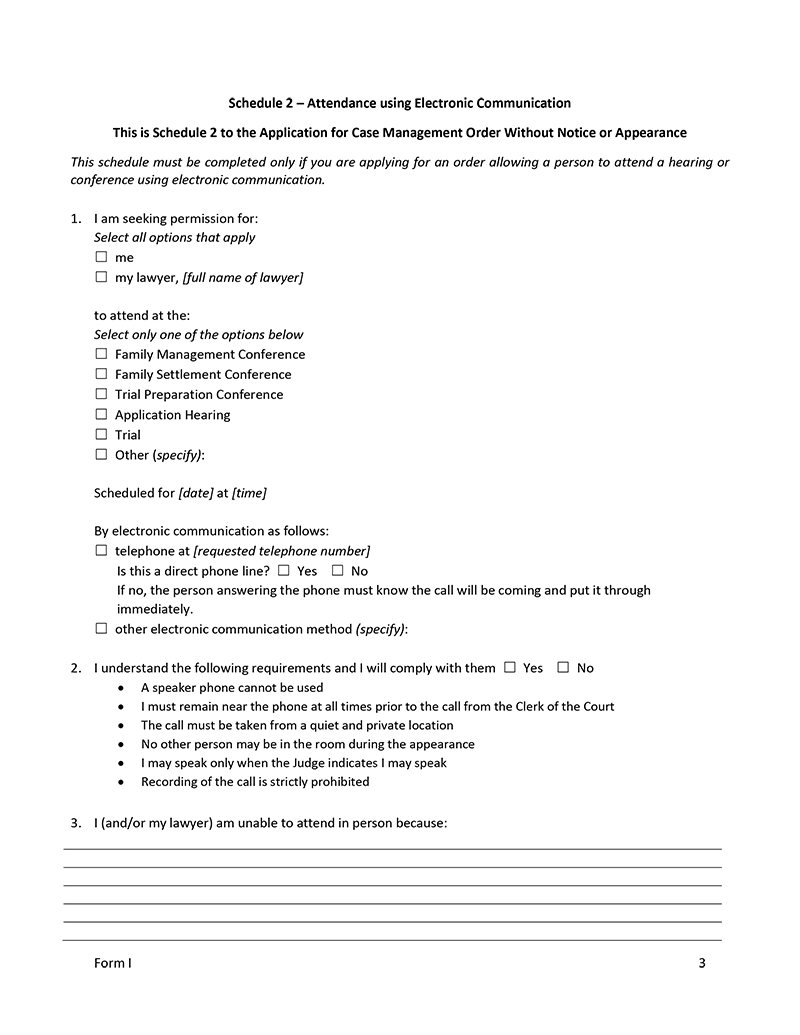 Schedule 2 – Attendance using Electronic Communication
This is Schedule 2 to the Application for Case Management Order Without Notice or Appearance
This schedule must be completed only if you are applying for an order allowing a person to attend a hearing or
conference using electronic communication.
1. I am seeking permission for:
Select all options that apply
☐ me
☐ my lawyer, [full name of lawyer]
to attend at the:
Select only one of the options below
☐ Family Management Conference
☐ Family Settlement Conference
☐ Trial Preparation Conference
☐ Application Hearing
☐ Trial
☐ Other (specify):
Scheduled for [date] at [time]
By electronic communication as follows:
☐ telephone at [requested telephone number]
Is this a direct phone line? ☐ Yes ☐ No
If no, the person answering the phone must know the call will be coming and put it through
immediately.
☐ other electronic communication method (specify):
2. I understand the following requirements and I will comply with them ☐ Yes ☐ No
• A speaker phone cannot be used
• I must remain near the phone at all times prior to the call from the Clerk of the Court
• The call must be taken from a quiet and private location
• No other person may be in the room during the appearance
• I may speak only when the Judge indicates I may speak
• Recording of the call is strictly prohibited
3. I (and/or my lawyer) am unable to attend in person because:
Form I 3